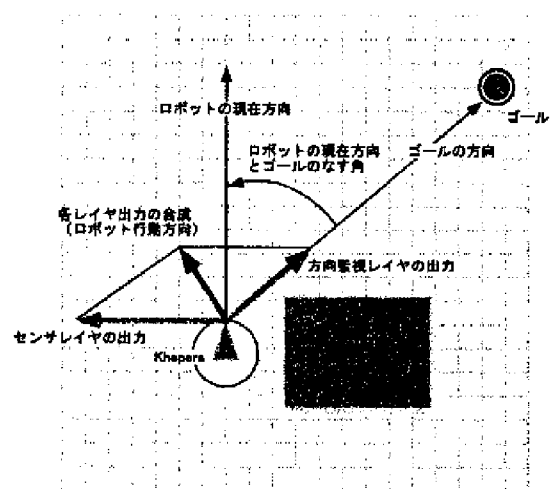 ロボットの現在方向
ゴール
ロボットの現在方向
とゴールのなす角
ゴールの方向
各レイヤ出力の合成
(ロボット行動方向)
方向監視レイヤの出力
センサレイヤの出力
Khepera